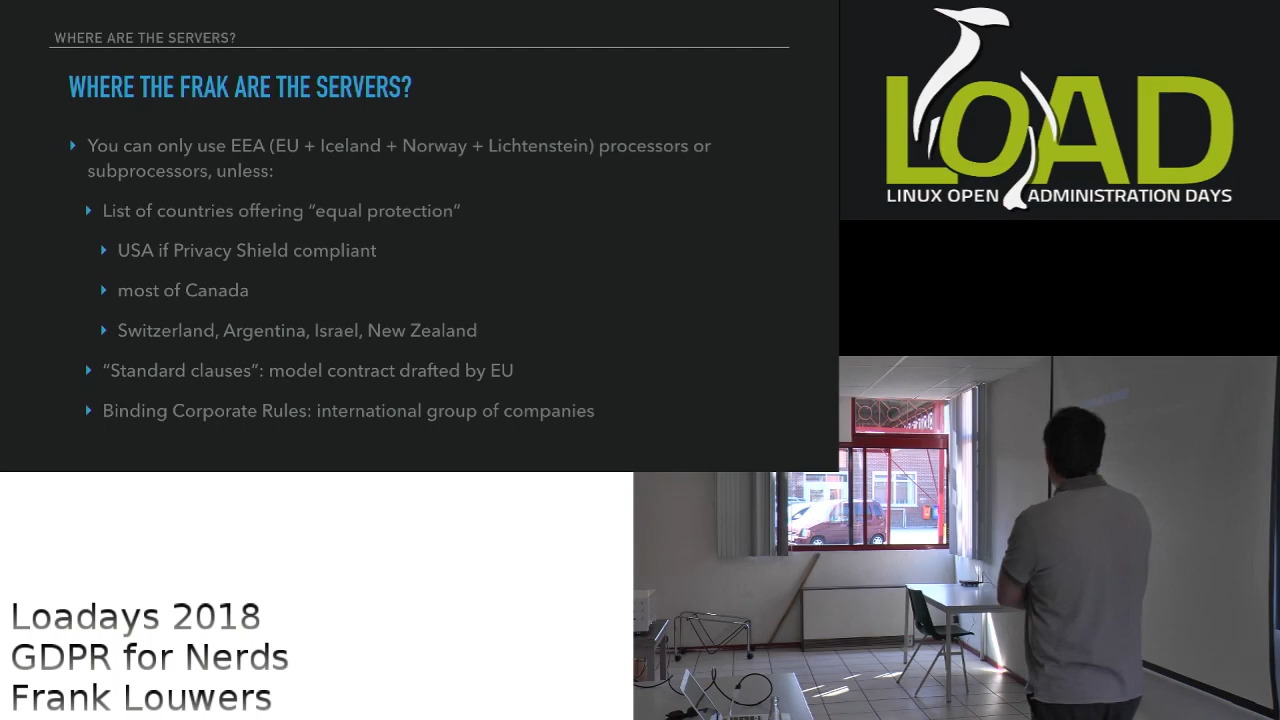 WHERE ARE THE SERVERS?
WHERE THE FRAK ARE THE SERVERS?
You can only use EEA (EU + Iceland + Norway + Lichtenstein) processors or
subprocessors, unless:
List of countries offering “equal protection”
USA if Privacy Shield compliant
most of Canada
Switzerland, Argentina, Israel, New Zealand
“Standard clauses”: model contract drafted by EU
Binding Corporate Rules: international group of companies
LOAD
LINUX OPEN ADMINISTRATION DAYS
Loadays 2018
GDPR for Nerds
Frank Louwers